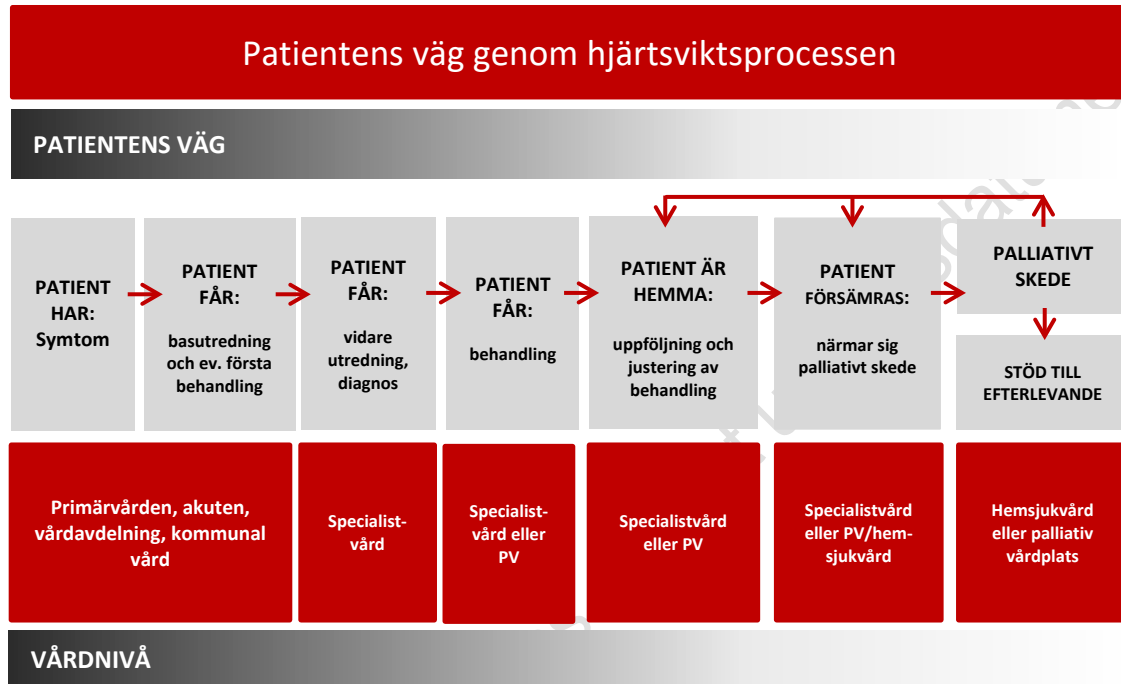 Patientens väg genom hjärtsviktsprocessen
PATIENTENS VÄG
PATIENT
HAR:
Symtom
PATIENT
FÅR:
basutredning
och ev. första
behandling
PATIENT
FÅR:
vidare
utredning,
diagnos
PATIENT
FÅR:
behandling
PATIENT ÄR
HEMMA:
uppföljning och
justering av
behandling
PATIENT
FÖRSÄMRAS:
närmar sig
palliativt skede
PALLIATIVT
SKEDE
STÖD TILL
EFTERLEVANDE
Primärvården, akuten,
vårdavdelning, kommunal
vård
Specialist-
vård
Specialist-
vård eller
PV
Specialistvård
eller PV
Specialistvård
eller PV/hem-
sjukvård
Hemsjukvård
eller palliativ
vårdplats
VÅRDNIVÅ